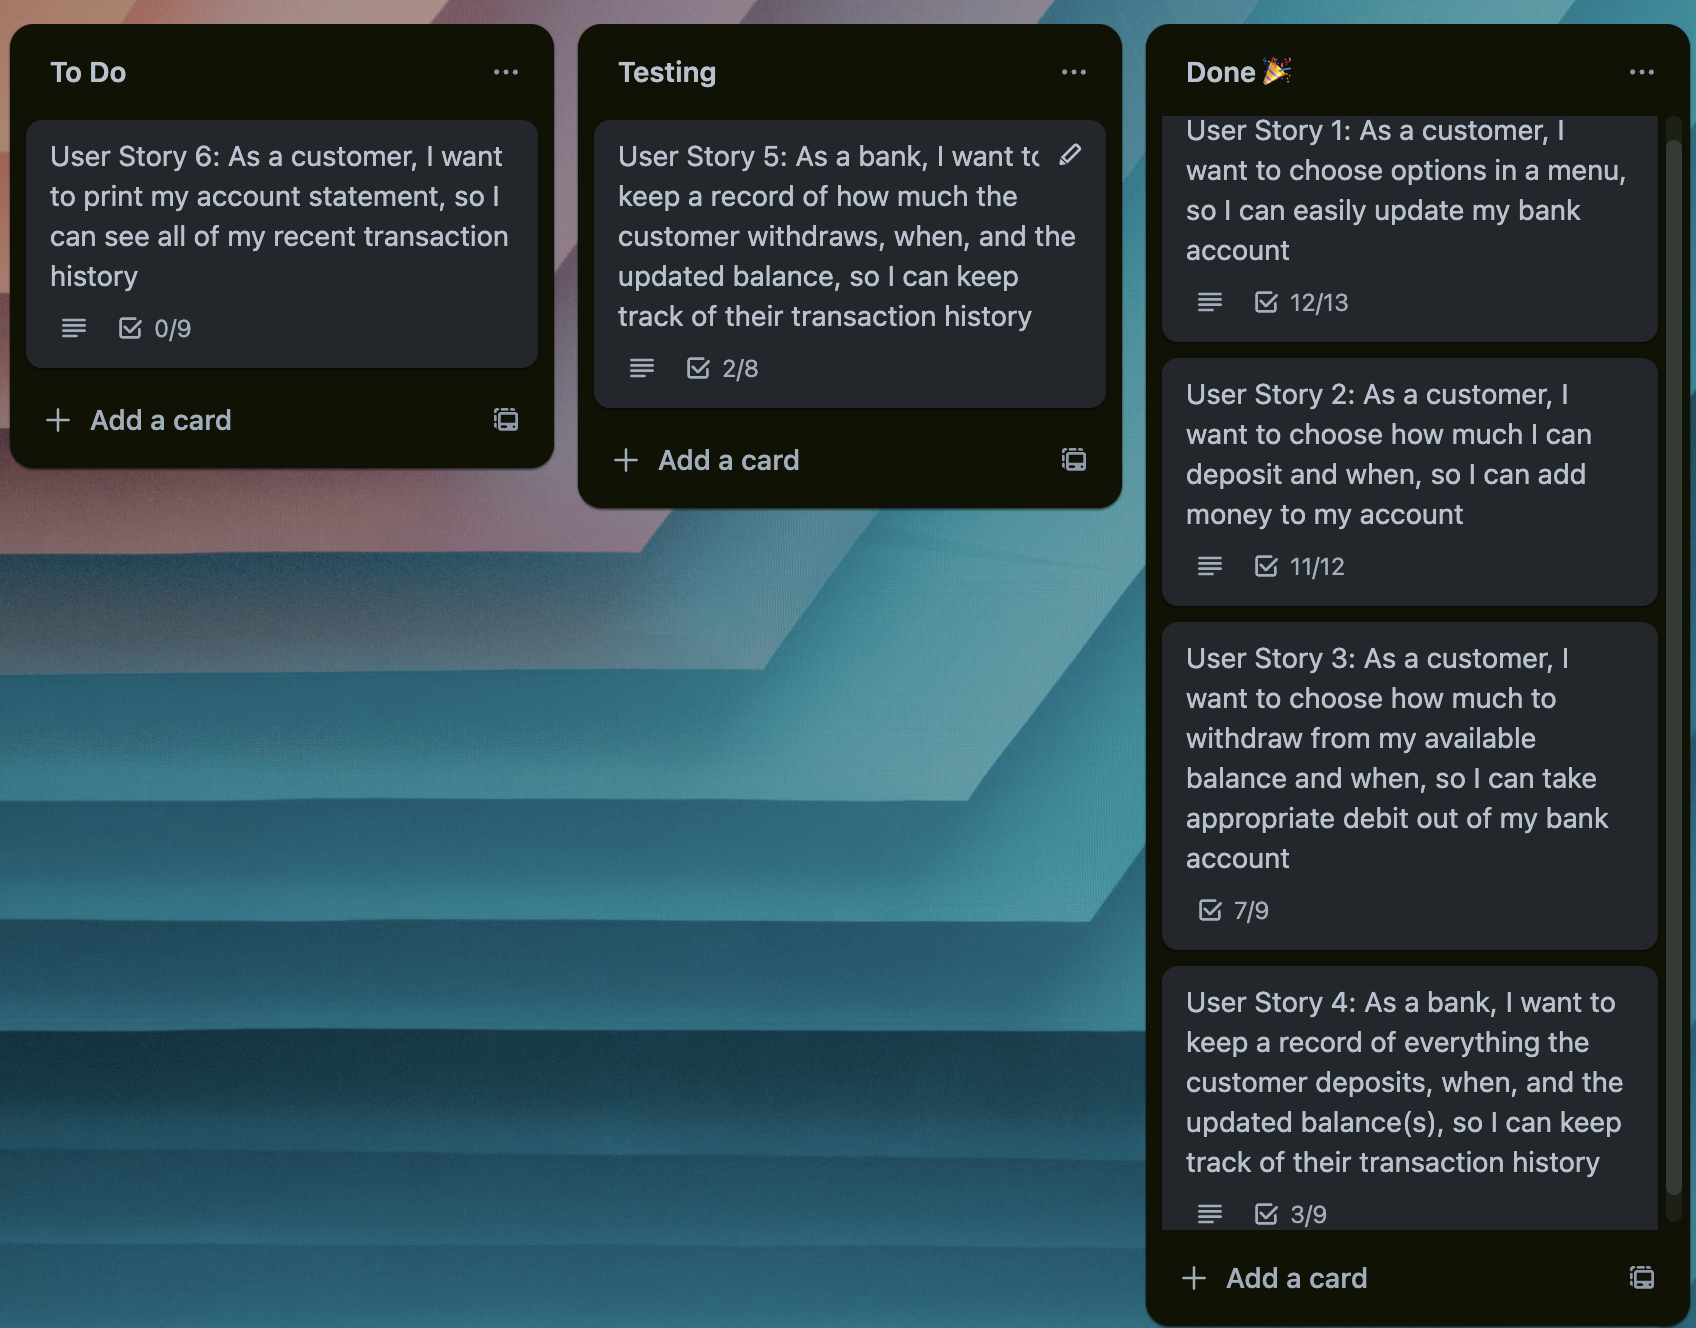 To Do
User Story 6: As a customer, I want
to print my account statement, so I
can see all of my recent transaction
history
0/9
Add a card
Testing
User Story 5: As a bank, I want to
keep a record of how much the
customer withdraws, when, and the
updated balance, so I can keep
track of their transaction history
2/8
Add a card
Done 🎉
User Story 1: As a customer, I
want to choose options in a menu,
so I can easily update my bank
account
12/13
User Story 2: As a customer, I
want to choose how much I can
deposit and when, so I can add
money to my account
11/12
User Story 3: As a customer, I
want to choose how much to
withdraw from my available
balance and when, so I can take
appropriate debit out of my bank
account
7/9
User Story 4: As a bank, I want to
keep a record of everything the
customer deposits, when, and the
updated balance(s), so I can keep
track of their transaction history
3/9
Add a card